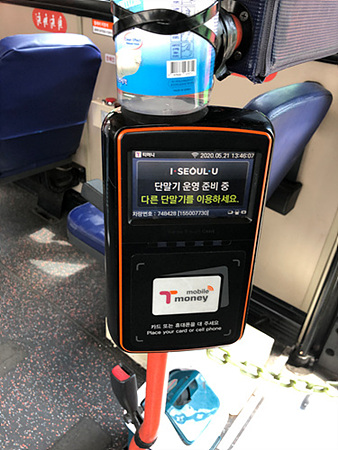 티머니 2020.05.21 13:46:07
I·SEOUL·U
단말기 운영 준비 중
다른 단말기를 이용하세요.
차량번호 : 748428 [155007730]
mobile
T money
카드 또는 휴대폰을 대 주세요
Place your card or cell phone